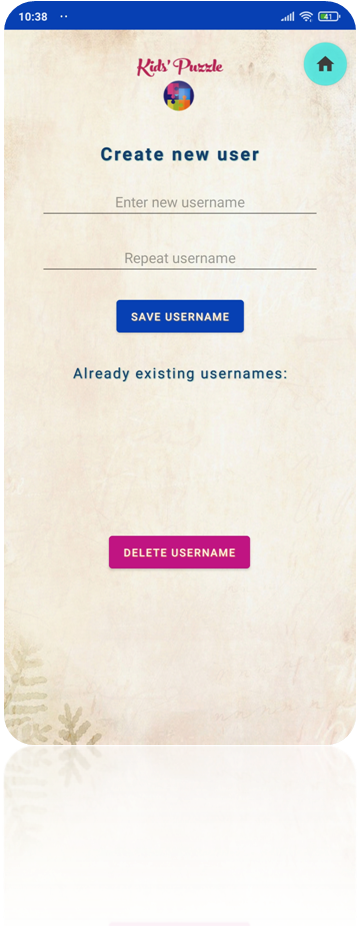 10:38
41
Kids' Puzzle
Create new user
Enter new username
Repeat username
SAVE USERNAME
Already existing usernames:
DELETE USERNAME